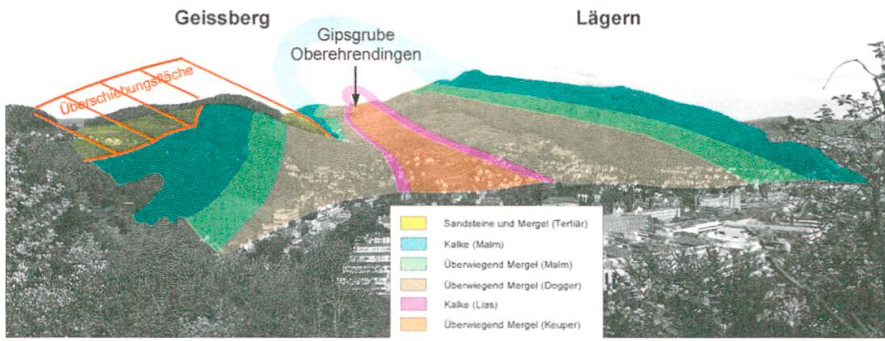 Geissberg
Lägern
Gipsgrube
Oberehrendingen
Überschiebungsfläche
Sandsteine und Mergel (Tertiär)
Kalke (Malm)
Überwiegend Mergel (Malm)
Überwiegend Mergel (Dogger)
Kalke (Lias)
Überwiegend Mergel (Keuper)